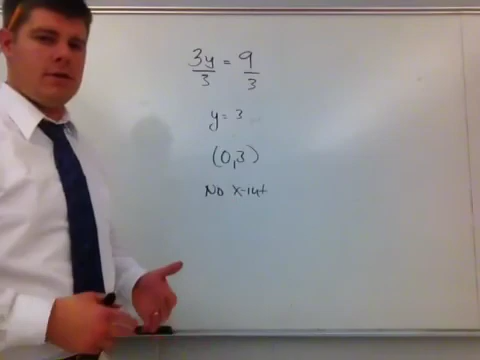 3y = 9
3 3
y = 3
(0,3)
No x-int